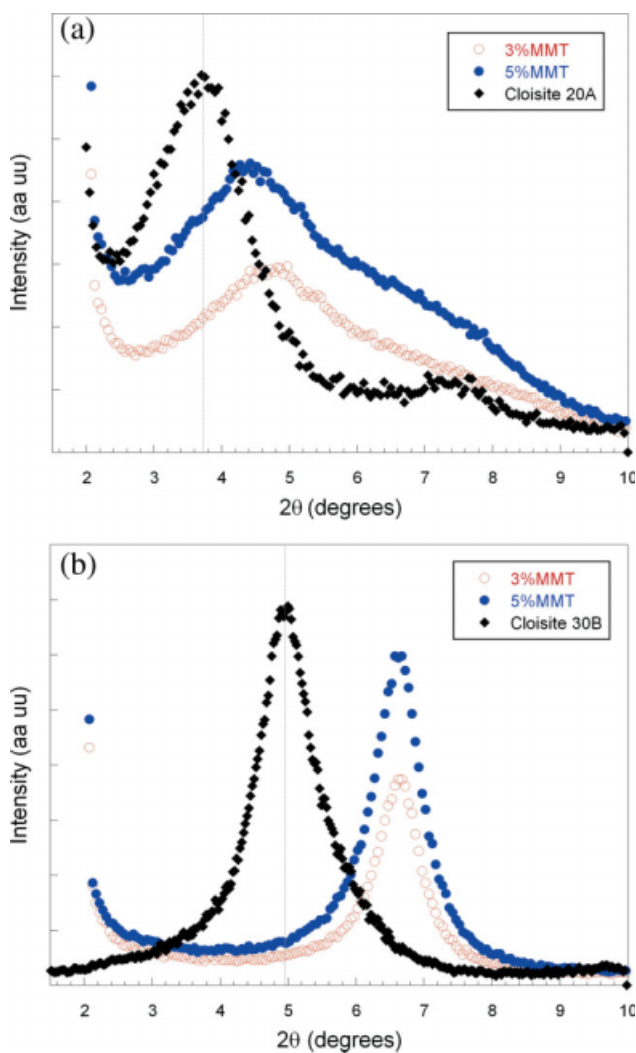 (a)
3%MMT
5%MMT
Cloisite 20A
Intensity (aa uu)
2 3 4 5 6 7 8 9 10
2θ (degrees)
(b)
3%MMT
5%MMT
Cloisite 30B
Intensity (aa uu)
2 3 4 5 6 7 8 9 10
2θ (degrees)